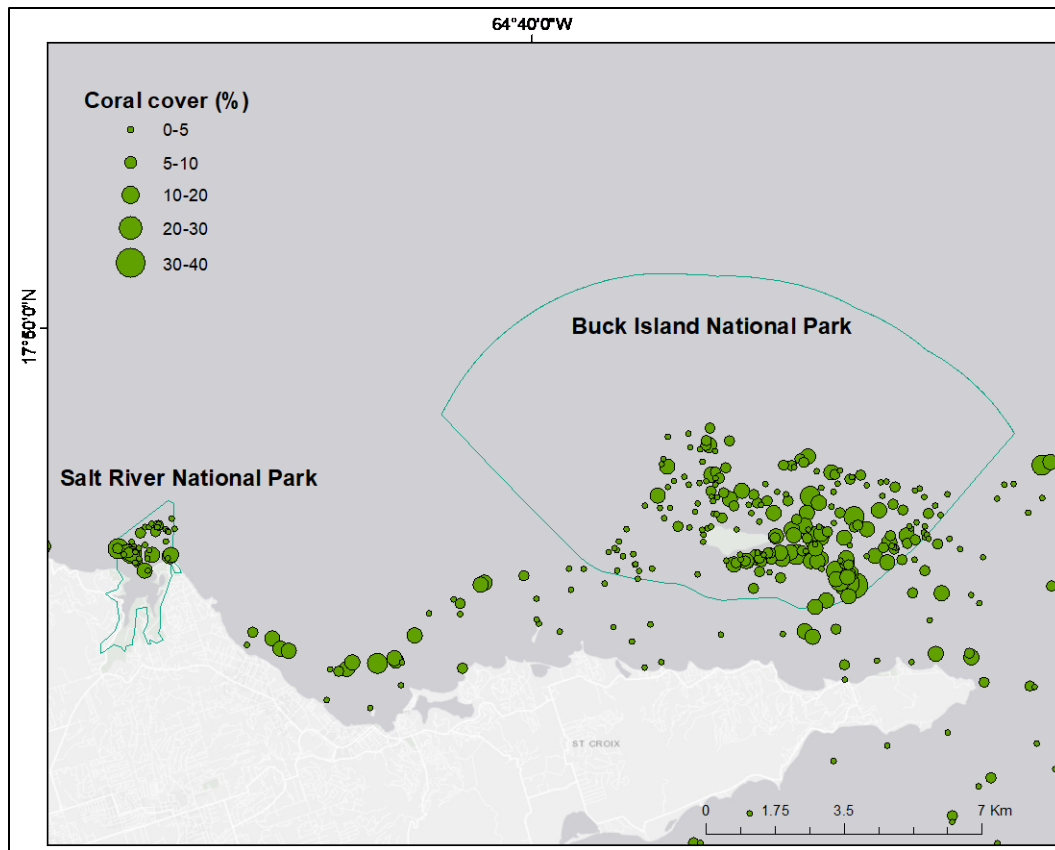 64°40'0"W
Coral cover (%)
0-5
5-10
10-20
20-30
30-40
17°50'0"N
Buck Island National Park
Salt River National Park
ST CROIX
0 1.75 3.5 7 Km